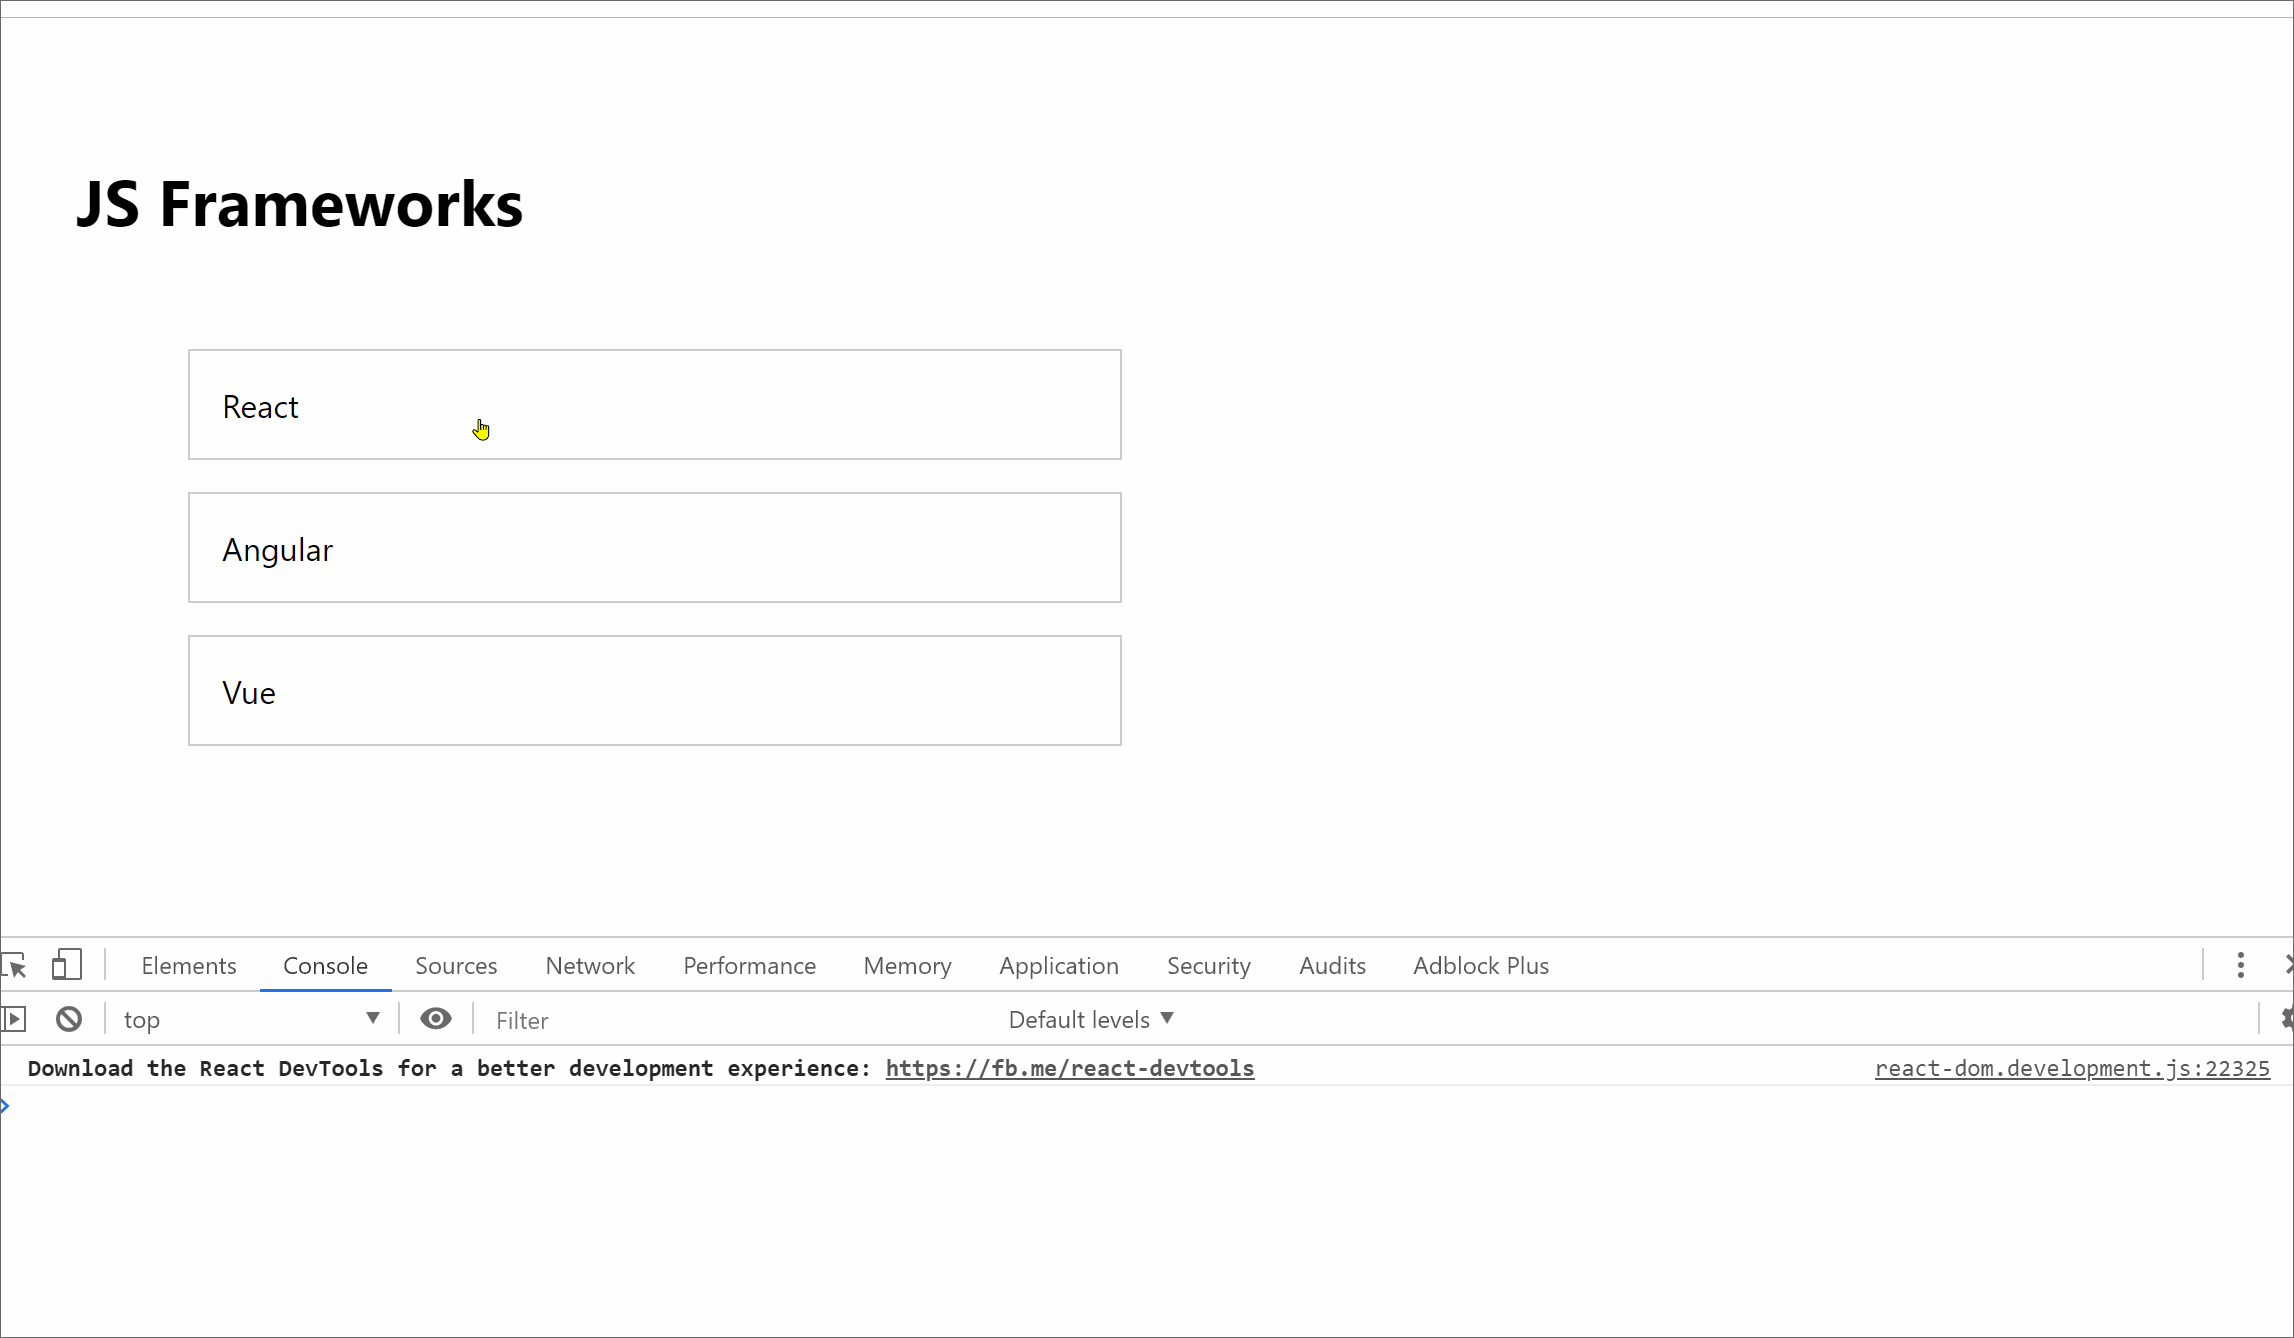 JS Frameworks
React
Angular
Vue
Elements Console Sources Network Performance Memory Application Security Audits Adblock Plus
top ▼ Filter Default levels ▼
Download the React DevTools for a better development experience: https://fb.me/react-devtools react-dom.development.js:22325